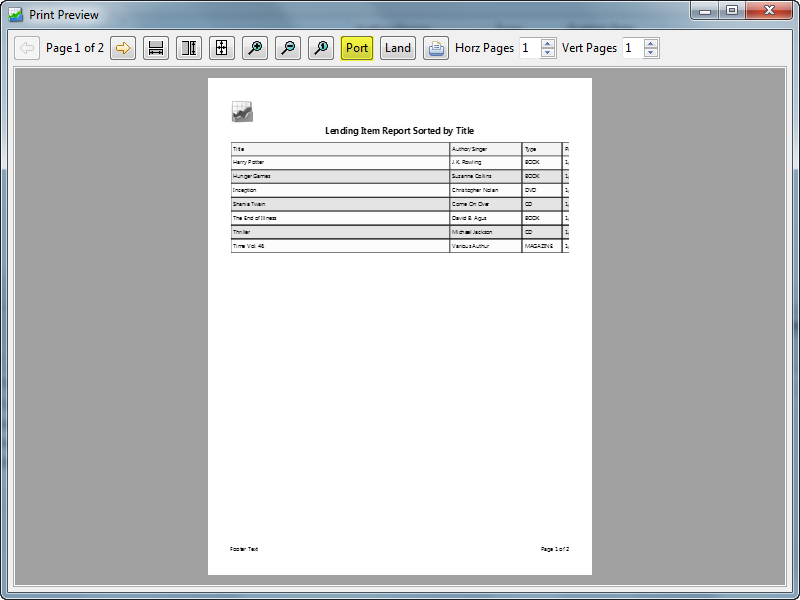 Print Preview
Page 1 of 2 Port Land Horz Pages 1 Vert Pages 1
Lending Item Report Sorted by Title
Title Author/Singer Type
Harry Potter J.K. Rowling BOOK 1,
Hunger Games Suzanne Collins BOOK 1,
Inception Christopher Nolan DVD 1,
Shania Twain Come On Over CD 1,
The End of Illness David B. Agus BOOK 1,
Thriller Michael Jackson CD 1,
Time Vol. 46 Various Authur MAGAZINE 1,
Footer Text Page 1 of 2